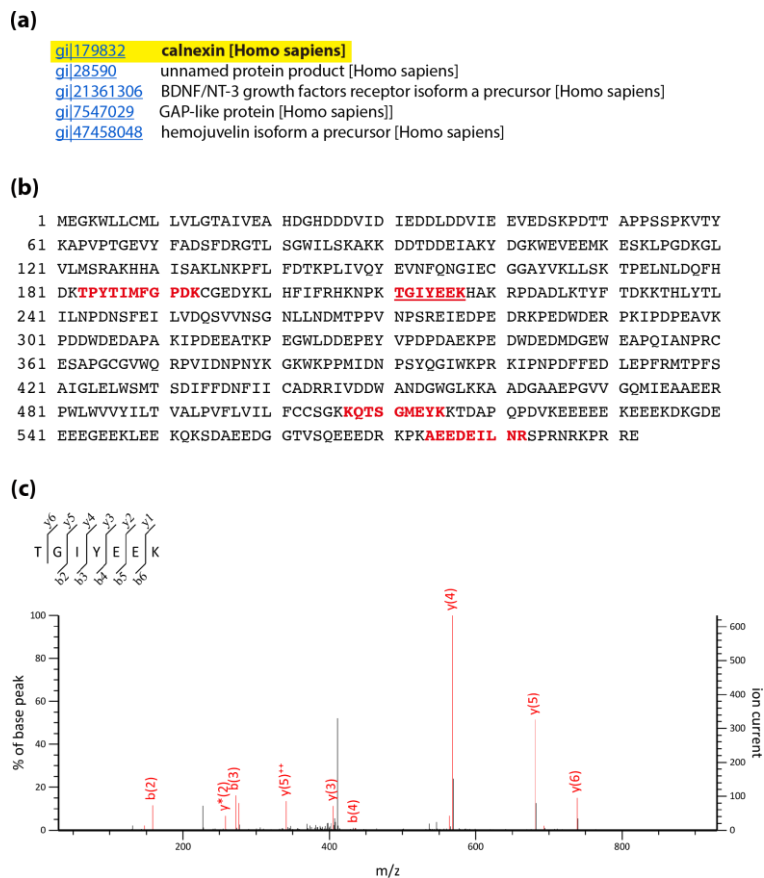 (a)
gi|179832 calnexin [Homo sapiens]
gi|28590 unnamed protein product [Homo sapiens]
gi|21361306 BDNF/NT-3 growth factors receptor isoform a precursor [Homo sapiens]
gi|7547029 GAP-like protein [Homo sapiens]]
gi|47458048 hemojuvelin isoform a precursor [Homo sapiens]
(b)
1 MEGKWLLCML LVLGTAIVEA HDGHDDDVID IEDDLDDVIE EVEDSKPDTT APPSSPKVTY
61 KAPVPTGEVY FADSFDRGTL SGWILSKAKK DDTDDEIAKY DGKWEVEEMK ESKLPGDKGL
121 VLMSRAKHHA ISAKLNKPFL FDTKPLIVQY EVNFQNGIEC GGAYVKLLSK TPELNLDQFH
181 DKTPYTIMFG PDKCGEDYKL HFIFRHKNPK TGIYEEKHAK RPDADLKTYF TDKKTHLYTL
241 ILNPDNSFEI LVDQSVVNSG NLLNDMTPPV NPSREIEDPE DRKPEDWDER PKIPDPEAVK
301 PDDWDEDAPA KIPDEEATKP EGWLDDEPEY VPDPDAEKPE DWDEDMDGEW EAPQIANPRC
361 ESAPGCGVWQ RPVIDNPNYK GKWKPPMIDN PSYQGIWKPR KIPNPDFFED LEPFRMTPFS
421 AIGLELWSMT SDIFFDNFII CADRRIVDDW ANDGWGLKKA ADGAAEPGVV GQMIEAAEER
481 PWLWVVYILT VALPVFLVIL FCCSGKKQTS GMEYKKTDAP QPDVKEEEEE KEEEKDKGDE
541 EEEGEEKLEE KQKSDAEEDG GTVSQEEEDR KPKAEEDEIL NRSPRNRKPR RE
(c)
y6 y5 y4 y3 y2 y1
T G I Y E E K
b2 b3 b4 b5 b6
100
80
60
40
20
0
% of base peak
b(2)
y*(2)
b(3)
y(5)++
y(3)
b(4)
y(4)
y(5)
y(6)
600
500
400
300
200
100
0
ion current
200 400 600 800
m/z